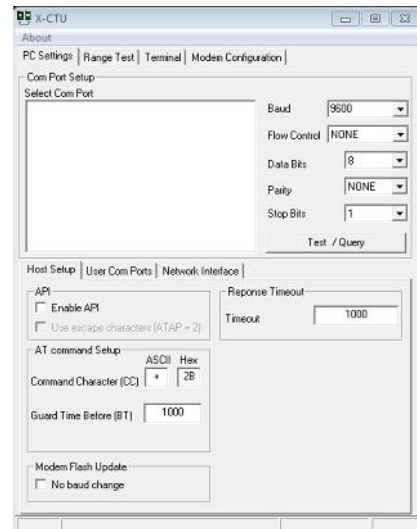 X-CTU
About
PC Settings Range Test Terminal Modem Configuration
Com Port Setup
Select Com Port
Baud 9600
Flow Control NONE
Data Bits 8
Parity NONE
Stop Bits 1
Test / Query
Host Setup User Com Ports Network Interface
API
Enable API
Use escape characters (ATAP = 2)
Reponse Timeout
Timeout 1000
AT command Setup
ASCII Hex
Command Character (CC) + 2B
Guard Time Before (BT) 1000
Modem Flash Update
No baud change